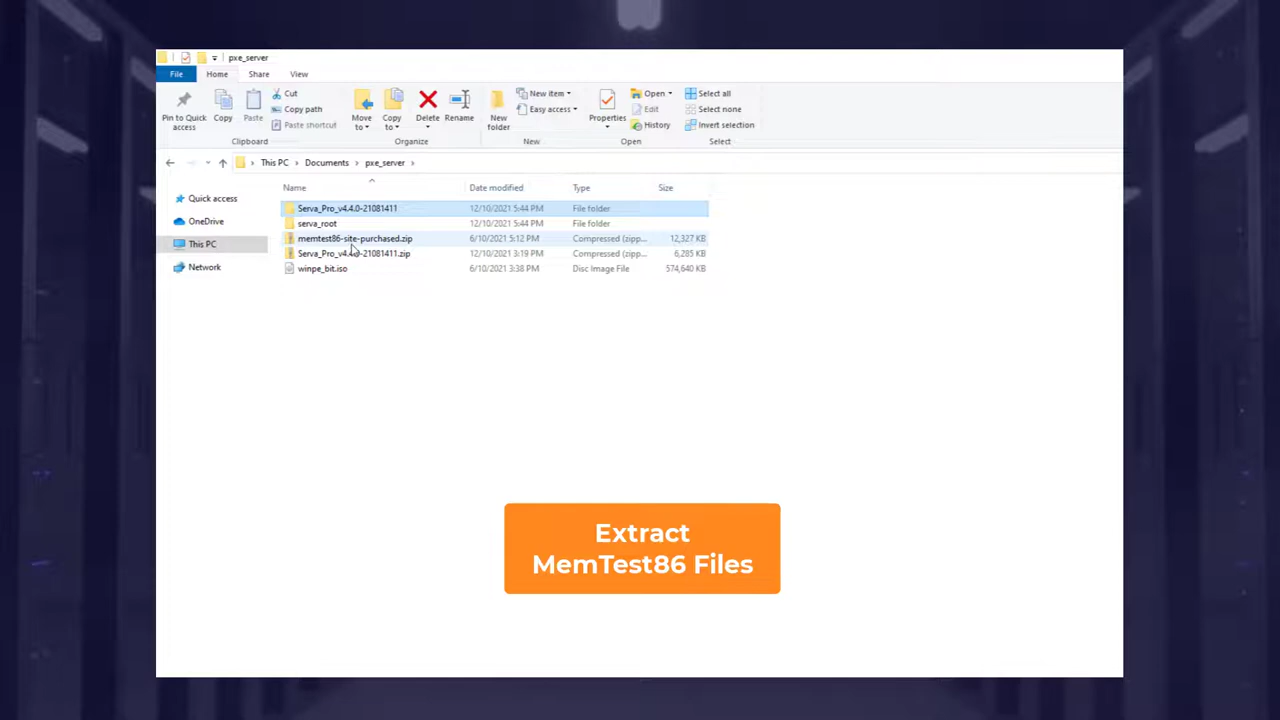 pxe_server
File Home Share View
Pin to Quick access
Copy
Paste
Cut
Copy path
Paste shortcut
Move to
Copy to
Delete
Rename
New folder
New item
Easy access
Properties
Open
Edit
History
Select all
Select none
Invert selection
Clipboard Organize New Open Select
This PC > Documents > pxe_server >
Name Date modified Type Size
Quick access
OneDrive
This PC
Network
Serva_Pro_v4.4.0-21081411 12/10/2021 5:44 PM File folder
serva_root 12/10/2021 5:44 PM File folder
memtest86-site-purchased.zip 6/10/2021 5:12 PM Compressed (zipp... 12,327 KB
Serva_Pro_v4.4.0-21081411.zip 12/10/2021 3:19 PM Compressed (zipp... 6,285 KB
winpe_bit.iso 6/10/2021 3:38 PM Disc Image File 574,640 KB
Extract
MemTest86 Files